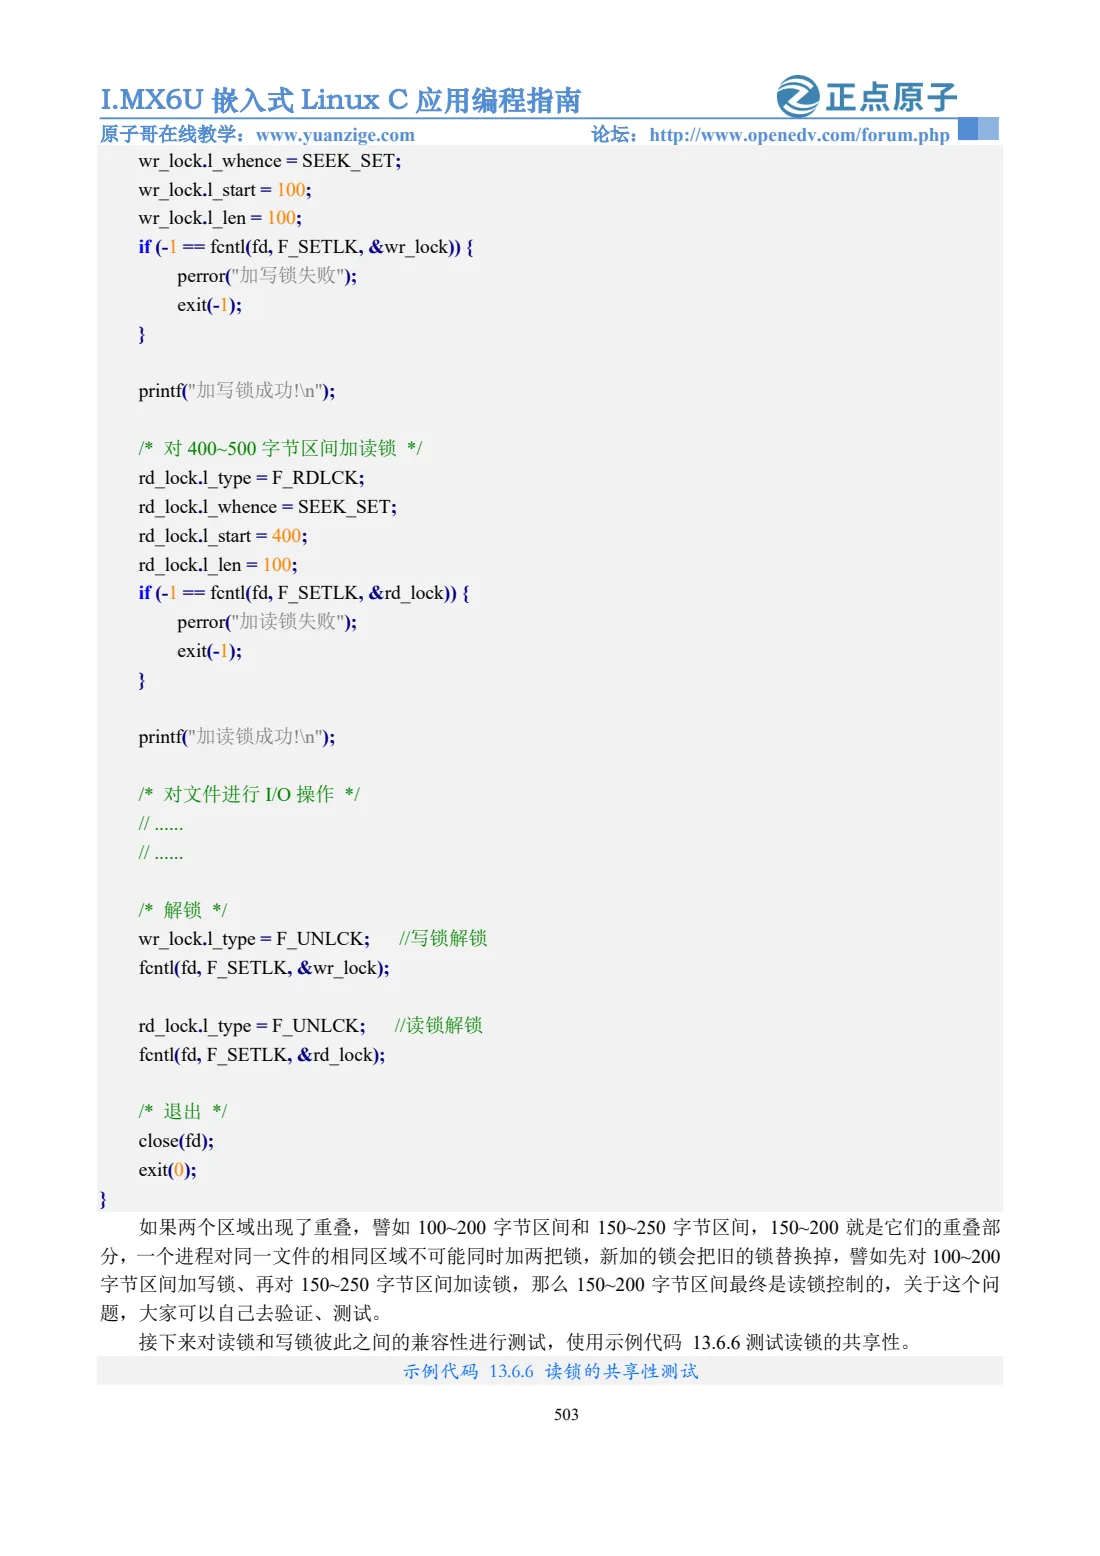 I.MX6U 嵌入式 Linux C 应用编程指南
正点原子
原子哥在线教学：www.yuanzige.com 论坛：http://www.openedv.com/forum.php
wr_lock.l_whence = SEEK_SET;
wr_lock.l_start = 100;
wr_lock.l_len = 100;
if (-1 == fcntl(fd, F_SETLK, &wr_lock)) {
perror("加写锁失败");
exit(-1);
}
printf("加写锁成功!\n");
/* 对 400~500 字节区间加读锁 */
rd_lock.l_type = F_RDLCK;
rd_lock.l_whence = SEEK_SET;
rd_lock.l_start = 400;
rd_lock.l_len = 100;
if (-1 == fcntl(fd, F_SETLK, &rd_lock)) {
perror("加读锁失败");
exit(-1);
}
printf("加读锁成功!\n");
/* 对文件进行 I/O 操作 */
// ......
// ......
/* 解锁 */
wr_lock.l_type = F_UNLCK; //写锁解锁
fcntl(fd, F_SETLK, &wr_lock);
rd_lock.l_type = F_UNLCK; //读锁解锁
fcntl(fd, F_SETLK, &rd_lock);
/* 退出 */
close(fd);
exit(0);
}
如果两个区域出现了重叠，譬如 100~200 字节区间和 150~250 字节区间，150~200 就是它们的重叠部
分，一个进程对同一文件的相同区域不可能同时加两把锁，新加的锁会把旧的锁替换掉，譬如先对 100~200
字节区间加写锁、再对 150~250 字节区间加读锁，那么 150~200 字节区间最终是读锁控制的，关于这个问
题，大家可以自己去验证、测试。
接下来对读锁和写锁彼此之间的兼容性进行测试，使用示例代码 13.6.6 测试读锁的共享性。
示例代码 13.6.6 读锁的共享性测试
503